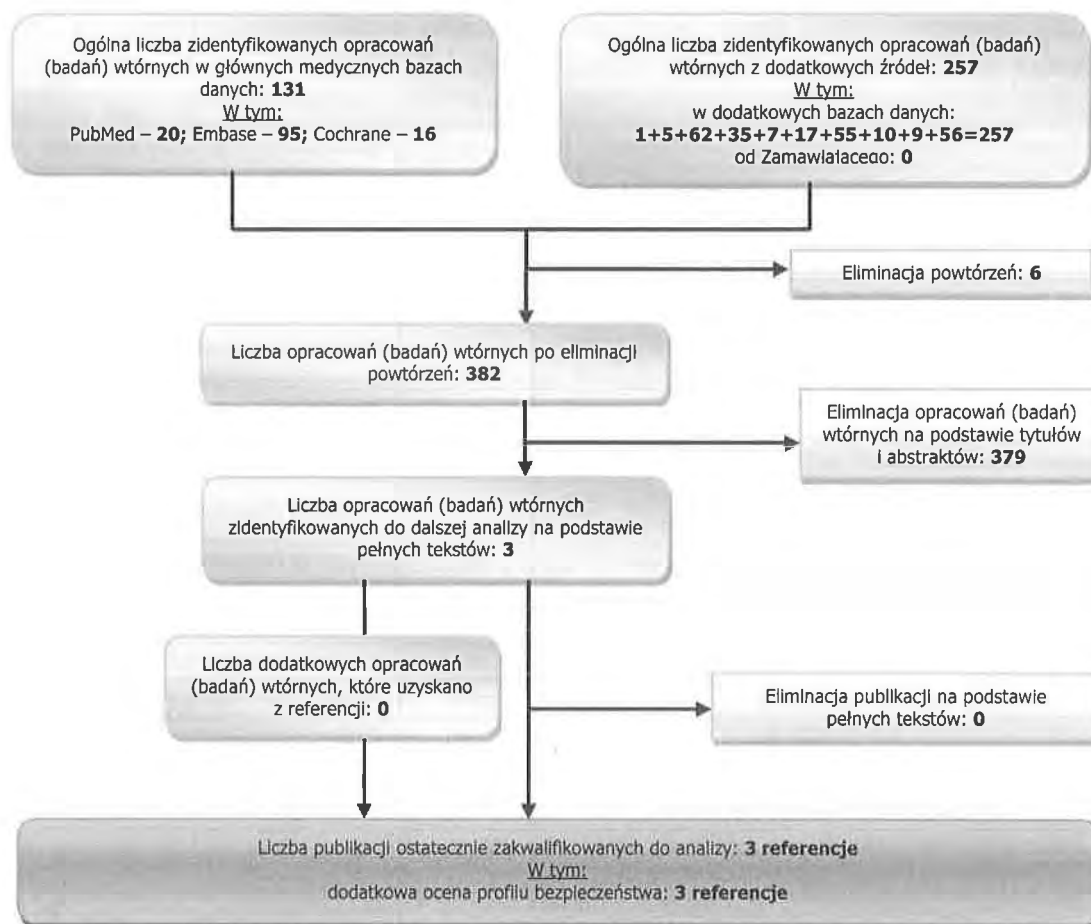 Ogólna liczba zidentyfikowanych opracowań
(badań) wtórnych w głównych medycznych bazach
danych: 131
W tym:
PubMed – 20; Embase – 95; Cochrane – 16
Ogólna liczba zidentyfikowanych opracowań (badań)
wtórnych z dodatkowych źródeł: 257
W tym:
w dodatkowych bazach danych:
1+5+62+35+7+17+55+10+9+56=257
od Zamawiającego: 0
Eliminacja powtórzeń: 6
Liczba opracowań (badań) wtórnych po eliminacji
powtórzeń: 382
Eliminacja opracowań (badań)
wtórnych na podstawie tytułów
i abstraktów: 379
Liczba opracowań (badań) wtórnych
zidentyfikowanych do dalszej analizy na podstawie
pełnych tekstów: 3
Liczba dodatkowych opracowań
(badań) wtórnych, które uzyskano
z referencji: 0
Eliminacja publikacji na podstawie
pełnych tekstów: 0
Liczba publikacji ostatecznie zakwalifikowanych do analizy: 3 referencje
W tym:
dodatkowa ocena profilu bezpieczeństwa: 3 referencje